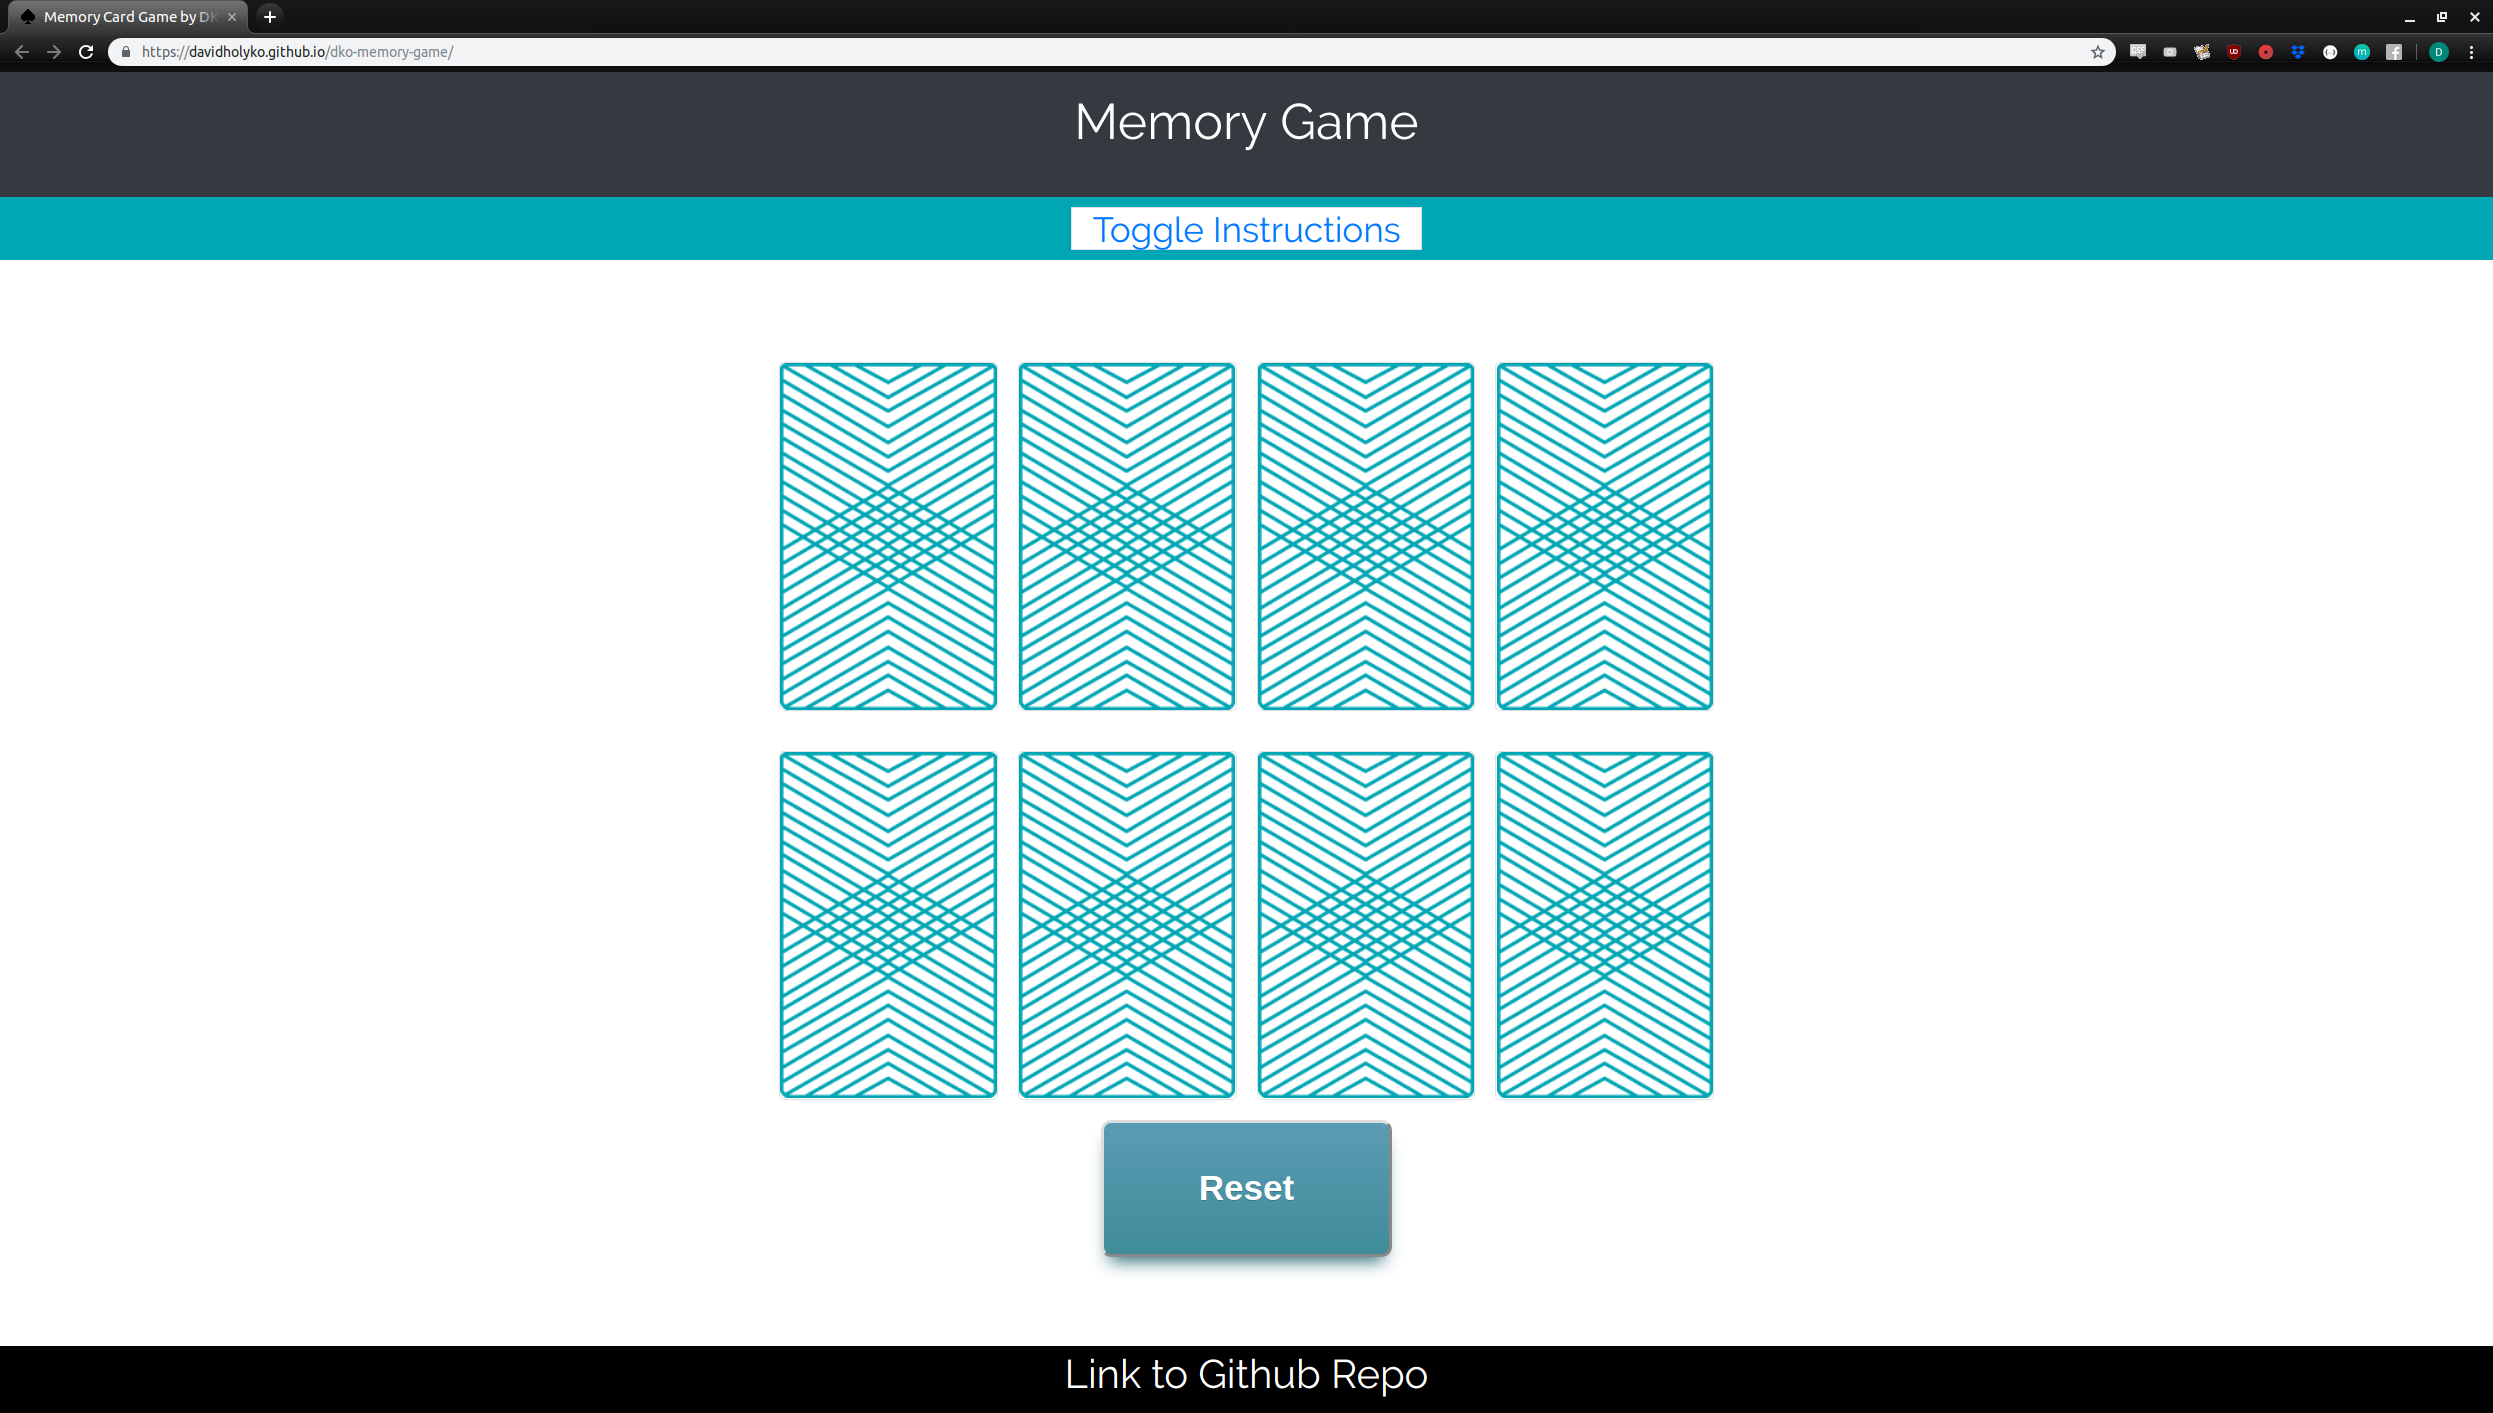 Memory Card Game by DK
https://davidholyko.github.io/dko-memory-game/
D
Memory Game
Toggle Instructions
Reset
Link to Github Repo